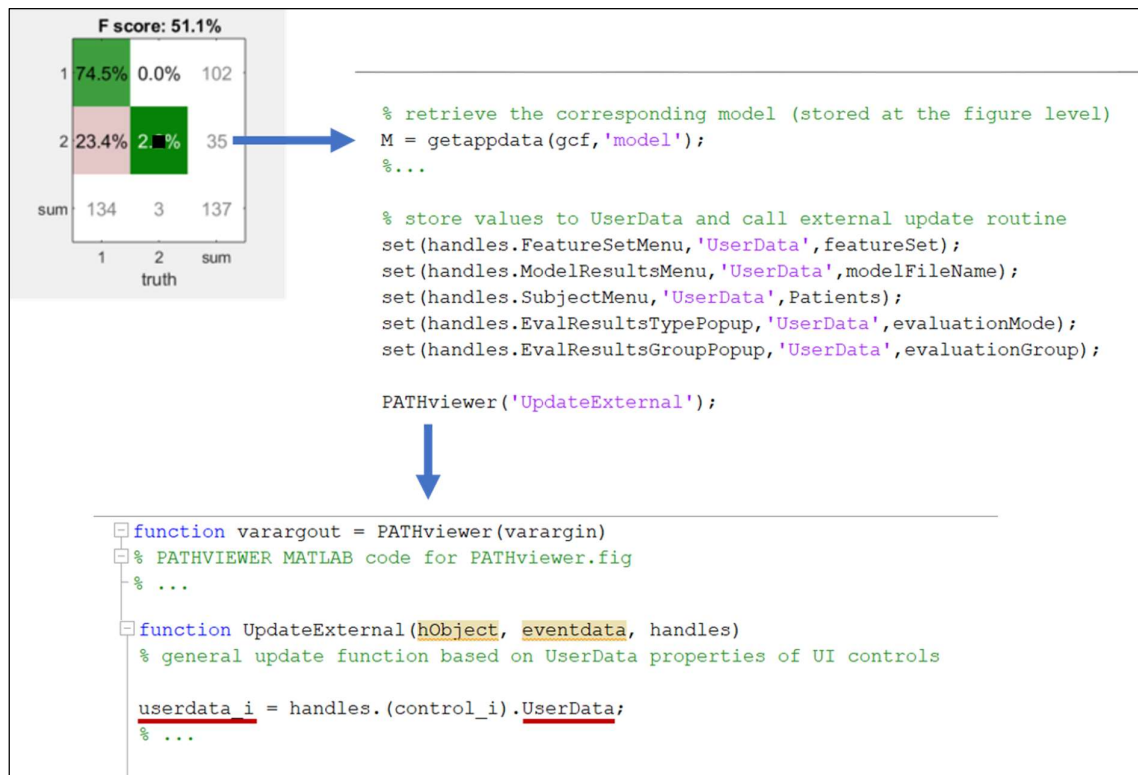 F score: 51.1%
1 74.5% 0.0% 102
2 23.4% 35
sum 134 3 137
1 2 sum
truth
% retrieve the corresponding model (stored at the figure level)
M = getappdata(gcf,'model');
%...
% store values to UserData and call external update routine
set(handles.FeatureSetMenu,'UserData',featureSet);
set(handles.ModelResultsMenu,'UserData',modelFileName);
set(handles.SubjectMenu,'UserData',Patients);
set(handles.EvalResultsTypePopup,'UserData',evaluationMode);
set(handles.EvalResultsGroupPopup,'UserData',evaluationGroup);
PATHviewer('UpdateExternal');
function varargout = PATHviewer(varargin)
% PATHVIEWER MATLAB code for PATHviewer.fig
% ...
function UpdateExternal(hObject, eventdata, handles)
% general update function based on UserData properties of UI controls
userdata_i = handles.(control_i).UserData;
% ...